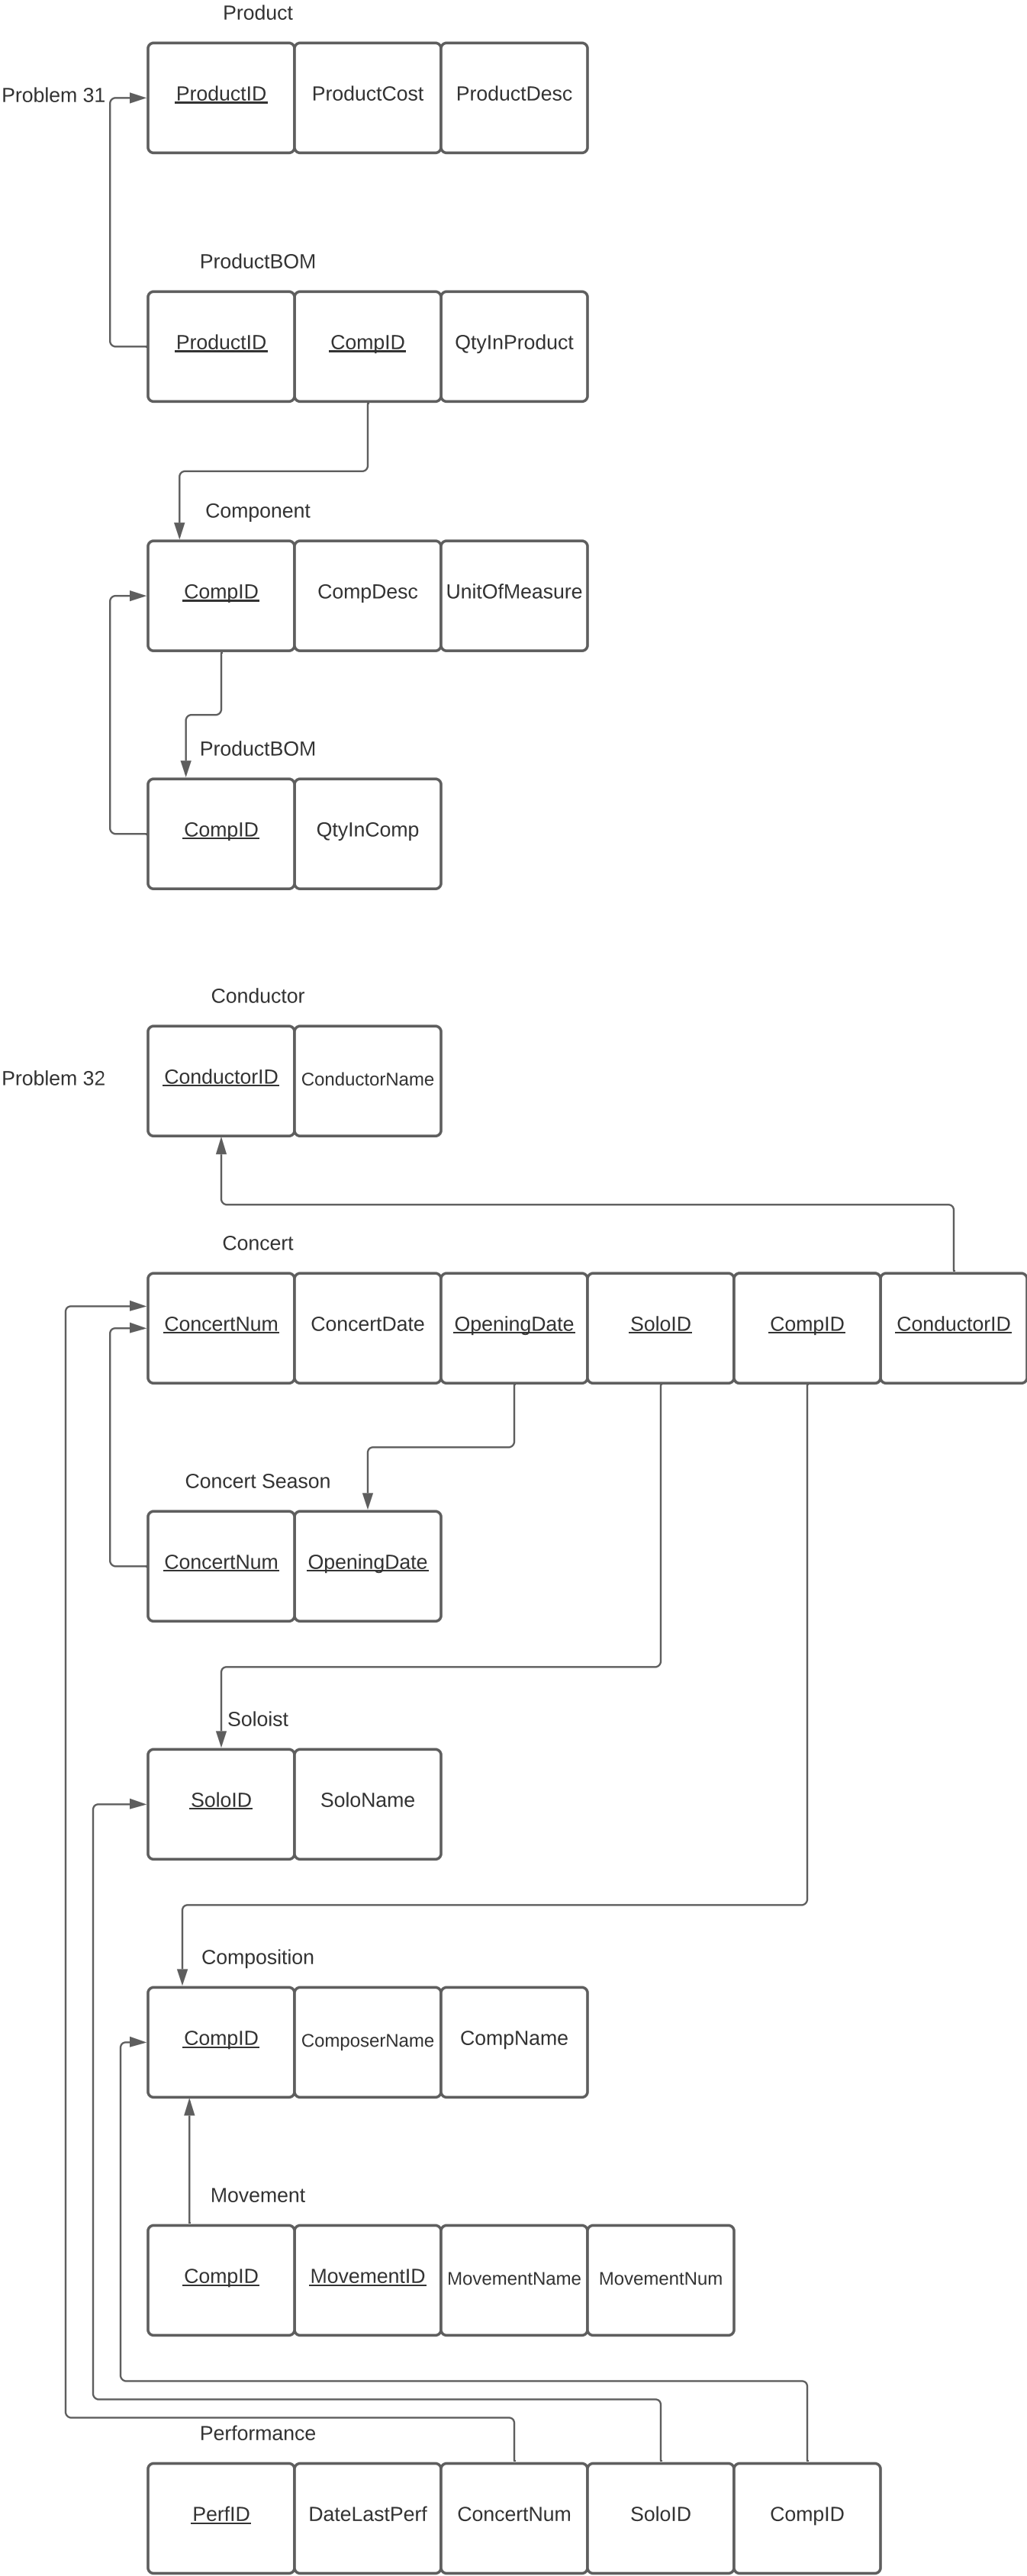 Product
Problem 31
ProductID ProductCost ProductDesc
ProductBOM
ProductID CompID QtyInProduct
Component
CompID CompDesc UnitOfMeasure
ProductBOM
CompID QtyInComp
Conductor
Problem 32
ConductorID ConductorName
Concert
ConcertNum ConcertDate OpeningDate SoloID CompID ConductorID
Concert Season
ConcertNum OpeningDate
Soloist
SoloID SoloName
Composition
CompID ComposerName CompName
Movement
CompID MovementID MovementName MovementNum
Performance
PerfID DateLastPerf ConcertNum SoloID CompID